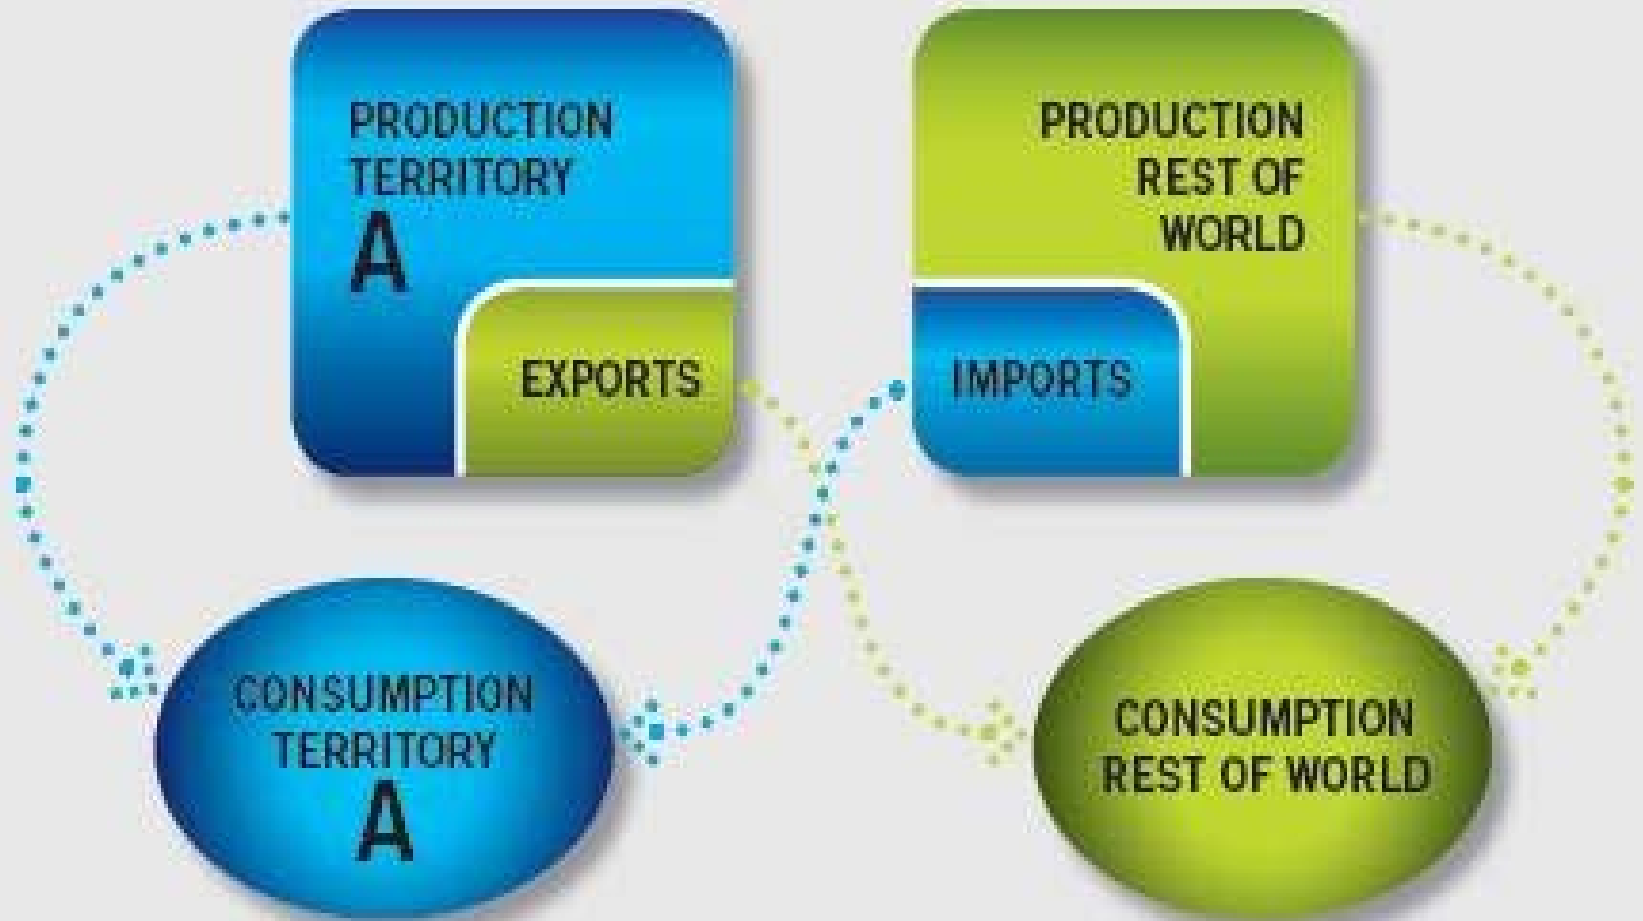 PRODUCTION
TERRITORY
A
EXPORTS
PRODUCTION
REST OF
WORLD
IMPORTS
CONSUMPTION
TERRITORY
A
CONSUMPTION
REST OF WORLD